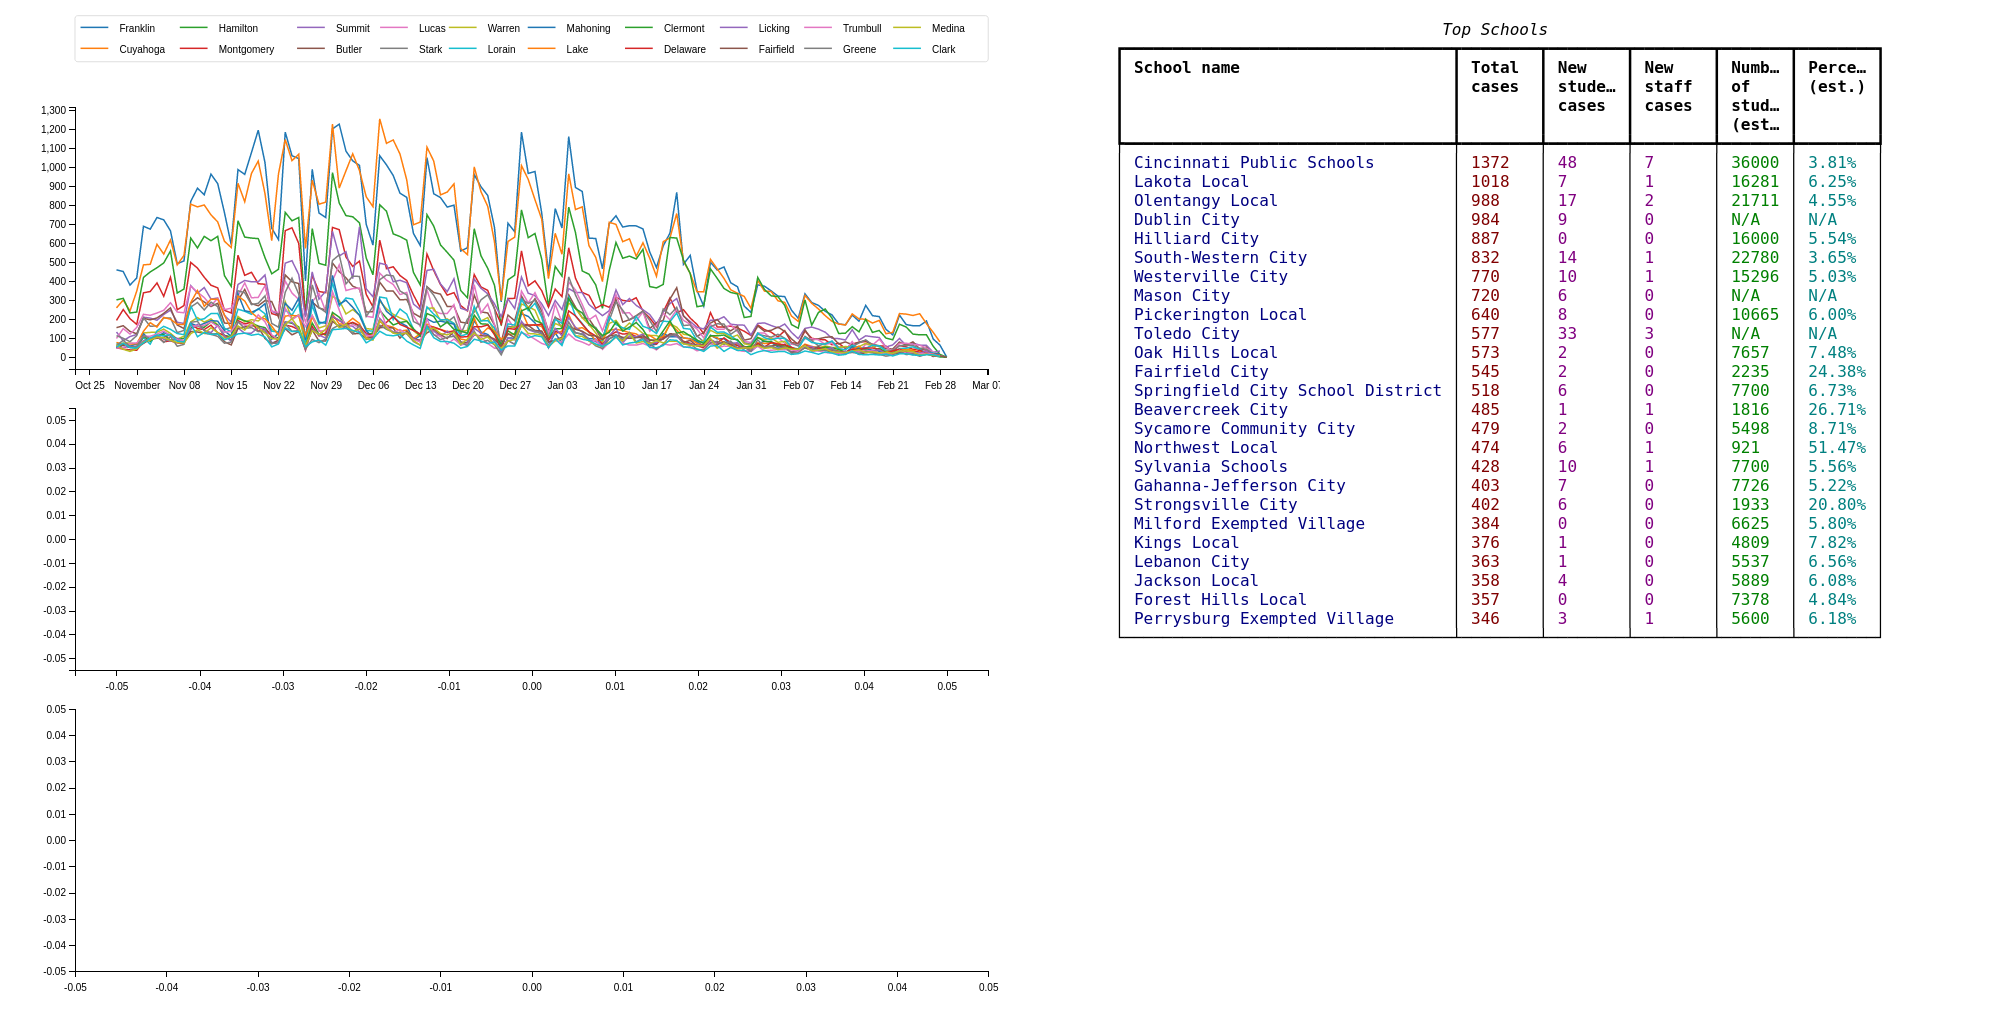 Franklin Hamilton Summit Lucas Warren Mahoning Clermont Licking Trumbull Medina
Cuyahoga Montgomery Butler Stark Lorain Lake Delaware Fairfield Greene Clark
1,300
1,200
1,100
1,000
900
800
700
600
500
400
300
200
100
0
Oct 25 November Nov 08 Nov 15 Nov 22 Nov 29 Dec 06 Dec 13 Dec 20 Dec 27 Jan 03 Jan 10 Jan 17 Jan 24 Jan 31 Feb 07 Feb 14 Feb 21 Feb 28 Mar 07
0.05
0.04
0.03
0.02
0.01
0.00
-0.01
-0.02
-0.03
-0.04
-0.05
-0.05 -0.04 -0.03 -0.02 -0.01 0.00 0.01 0.02 0.03 0.04 0.05
0.05
0.04
0.03
0.02
0.01
0.00
-0.01
-0.02
-0.03
-0.04
-0.05
-0.05 -0.04 -0.03 -0.02 -0.01 0.00 0.01 0.02 0.03 0.04 0.05
Top Schools
School name Total New New Numb… Perce…
cases stude… staff of (est.)
cases cases stud…
(est…
Cincinnati Public Schools 1372 48 7 36000 3.81%
Lakota Local 1018 7 1 16281 6.25%
Olentangy Local 988 17 2 21711 4.55%
Dublin City 984 9 0 N/A N/A
Hilliard City 887 0 0 16000 5.54%
South-Western City 832 14 1 22780 3.65%
Westerville City 770 10 1 15296 5.03%
Mason City 720 6 0 N/A N/A
Pickerington Local 640 8 0 10665 6.00%
Toledo City 577 33 3 N/A N/A
Oak Hills Local 573 2 0 7657 7.48%
Fairfield City 545 2 0 2235 24.38%
Springfield City School District 518 6 0 7700 6.73%
Beavercreek City 485 1 1 1816 26.71%
Sycamore Community City 479 2 0 5498 8.71%
Northwest Local 474 6 1 921 51.47%
Sylvania Schools 428 10 1 7700 5.56%
Gahanna-Jefferson City 403 7 0 7726 5.22%
Strongsville City 402 6 0 1933 20.80%
Milford Exempted Village 384 0 0 6625 5.80%
Kings Local 376 1 0 4809 7.82%
Lebanon City 363 1 0 5537 6.56%
Jackson Local 358 4 0 5889 6.08%
Forest Hills Local 357 0 0 7378 4.84%
Perrysburg Exempted Village 346 3 1 5600 6.18%